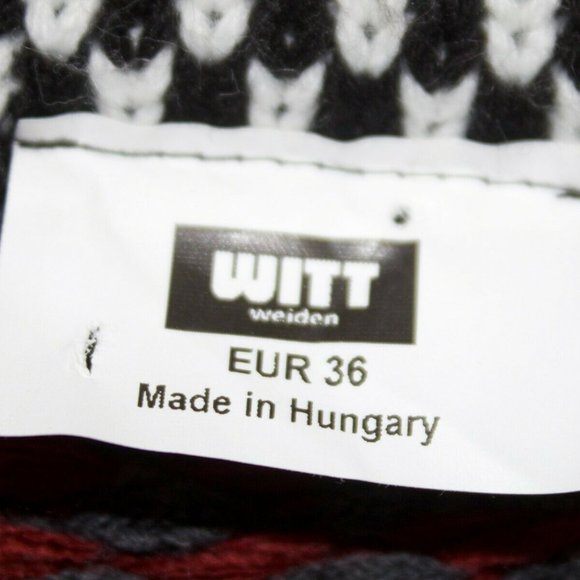 WITT
weiden
EUR 36
Made in Hungary